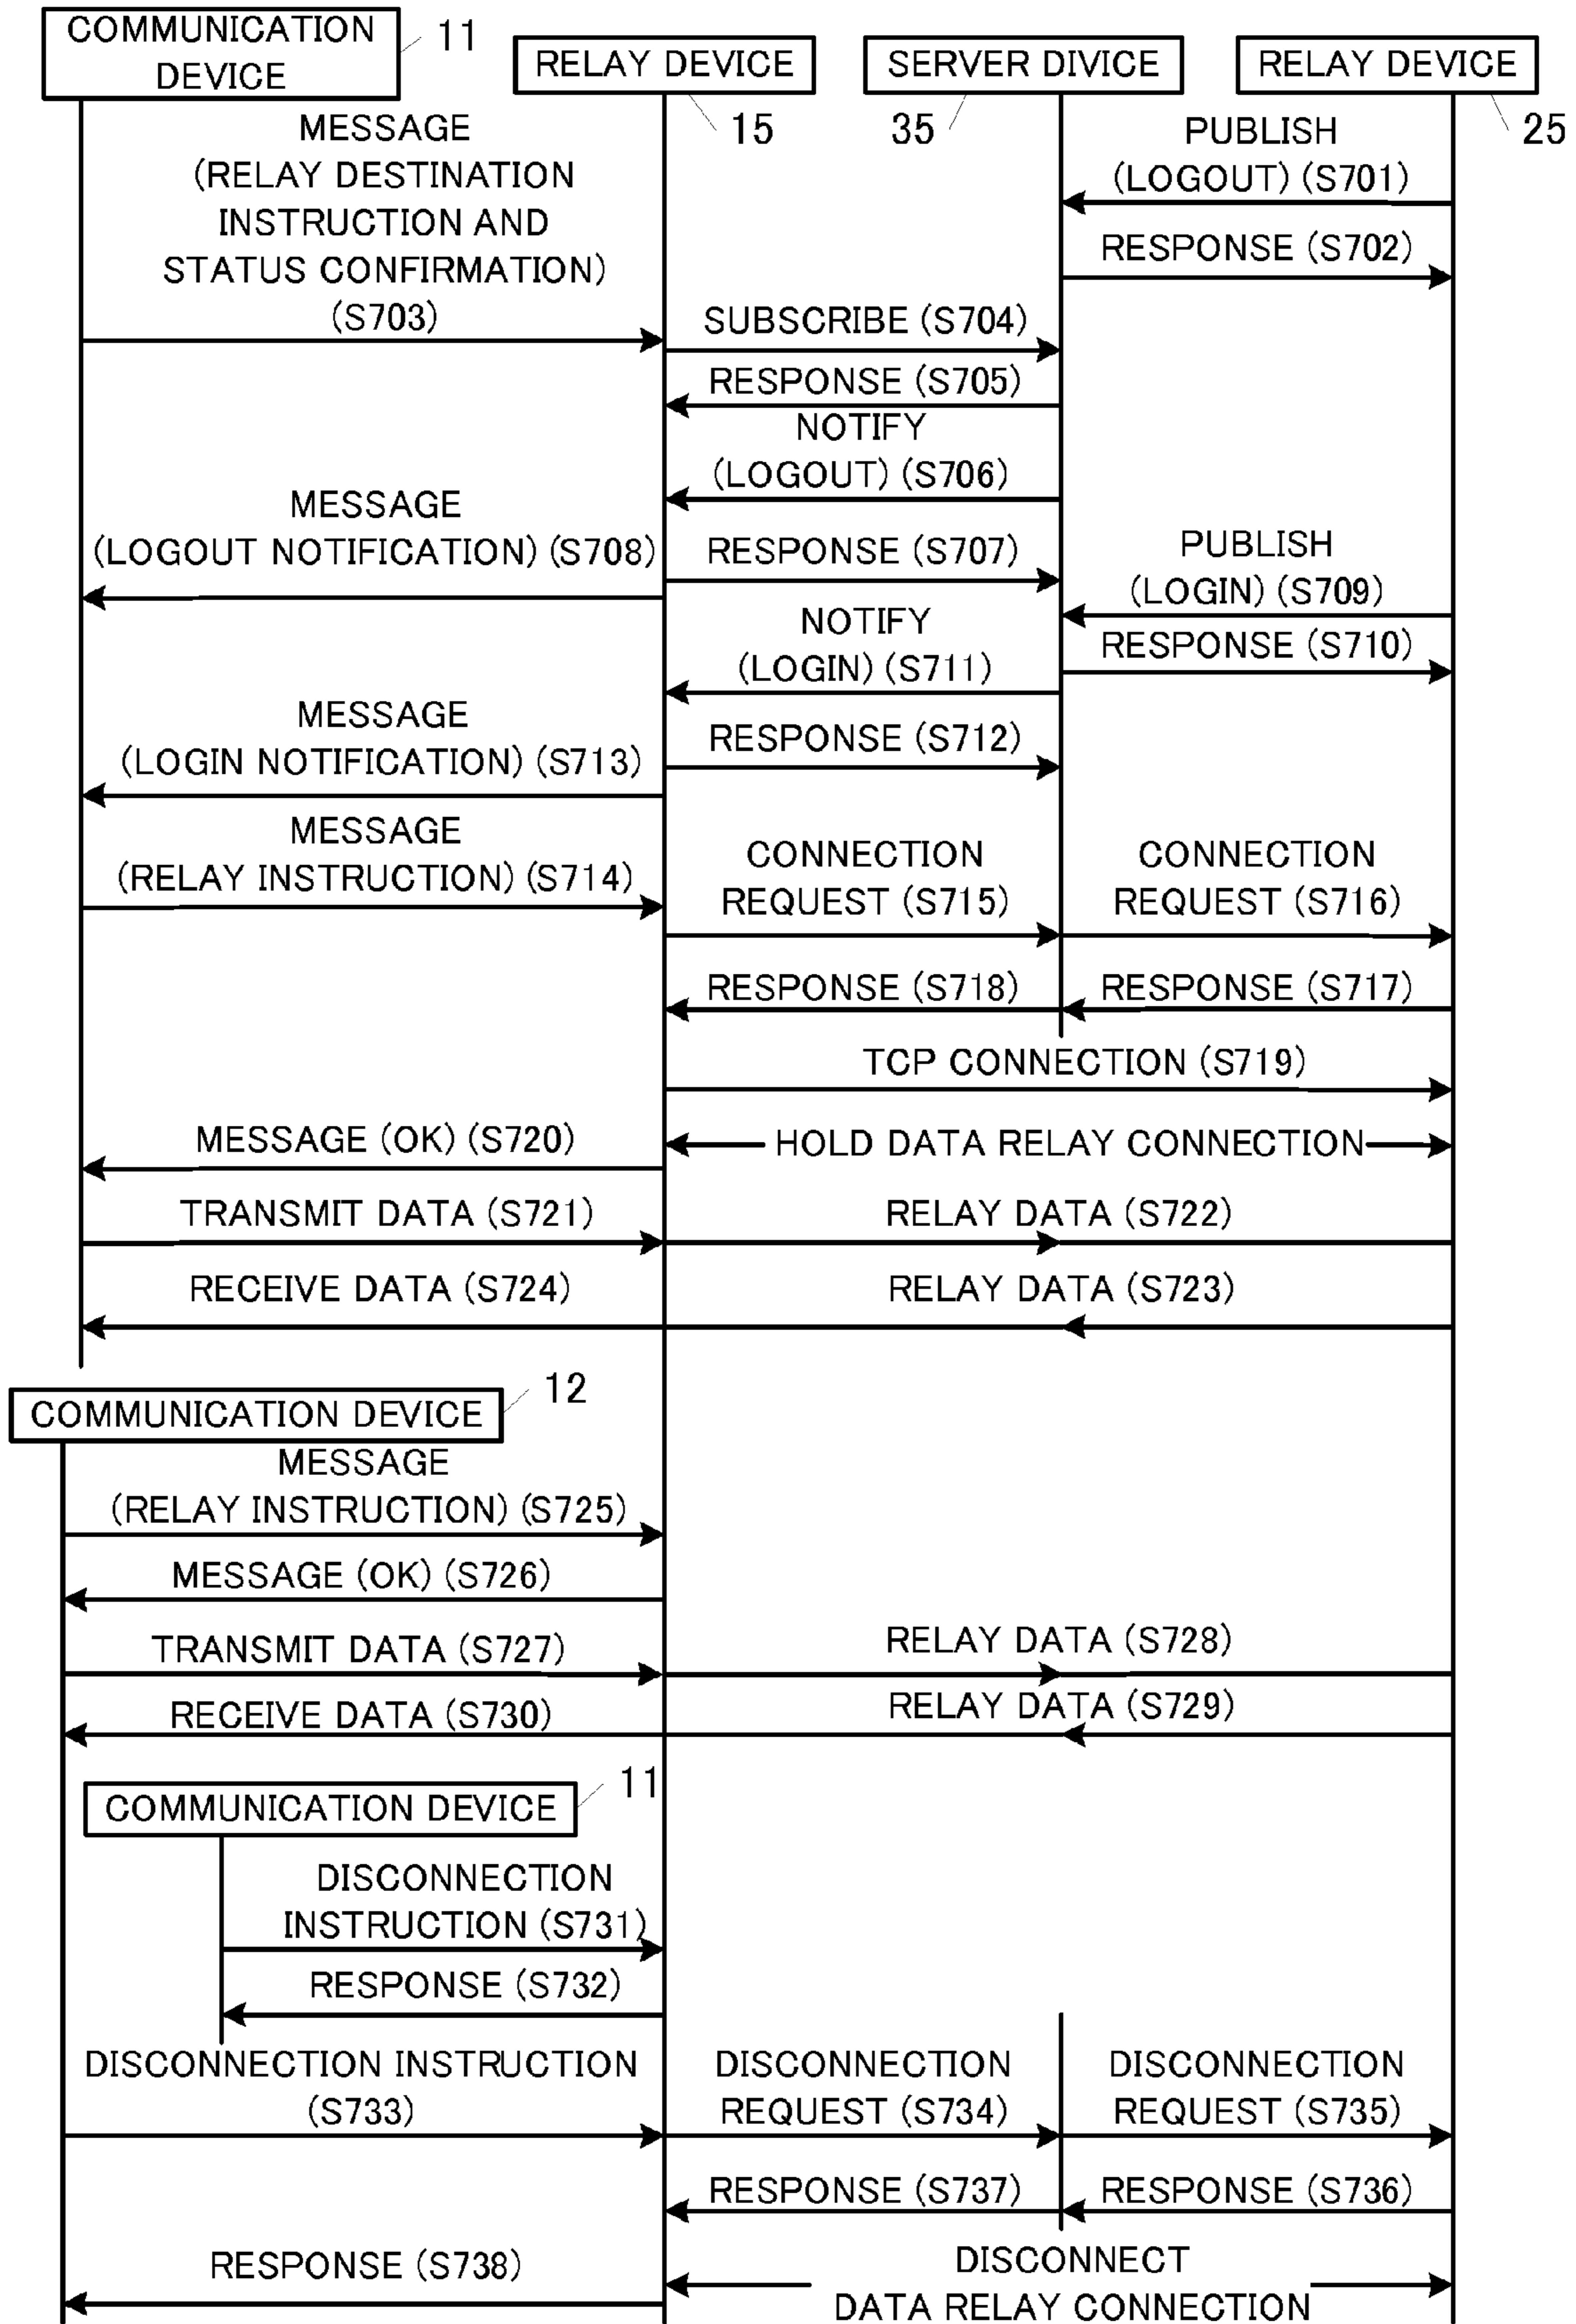 COMMUNICATION
DEVICE
11
RELAY DEVICE
15
SERVER DIVICE
35
RELAY DEVICE
25
PUBLISH
(LOGOUT) (S701)
RESPONSE (S702)
MESSAGE
(RELAY DESTINATION
INSTRUCTION AND
STATUS CONFIRMATION)
(S703)
SUBSCRIBE (S704)
RESPONSE (S705)
NOTIFY
(LOGOUT) (S706)
RESPONSE (S707)
MESSAGE
(LOGOUT NOTIFICATION) (S708)
PUBLISH
(LOGIN) (S709)
RESPONSE (S710)
NOTIFY
(LOGIN) (S711)
RESPONSE (S712)
MESSAGE
(LOGIN NOTIFICATION) (S713)
MESSAGE
(RELAY INSTRUCTION) (S714)
CONNECTION
REQUEST (S715)
CONNECTION
REQUEST (S716)
RESPONSE (S718)
RESPONSE (S717)
TCP CONNECTION (S719)
MESSAGE (OK) (S720)
HOLD DATA RELAY CONNECTION
TRANSMIT DATA (S721)
RELAY DATA (S722)
RECEIVE DATA (S724)
RELAY DATA (S723)
COMMUNICATION DEVICE
12
MESSAGE
(RELAY INSTRUCTION) (S725)
MESSAGE (OK) (S726)
TRANSMIT DATA (S727)
RELAY DATA (S728)
RECEIVE DATA (S730)
RELAY DATA (S729)
COMMUNICATION DEVICE
11
DISCONNECTION
INSTRUCTION (S731)
RESPONSE (S732)
DISCONNECTION INSTRUCTION
(S733)
DISCONNECTION
REQUEST (S734)
DISCONNECTION
REQUEST (S735)
RESPONSE (S737)
RESPONSE (S736)
RESPONSE (S738)
DISCONNECT
DATA RELAY CONNECTION